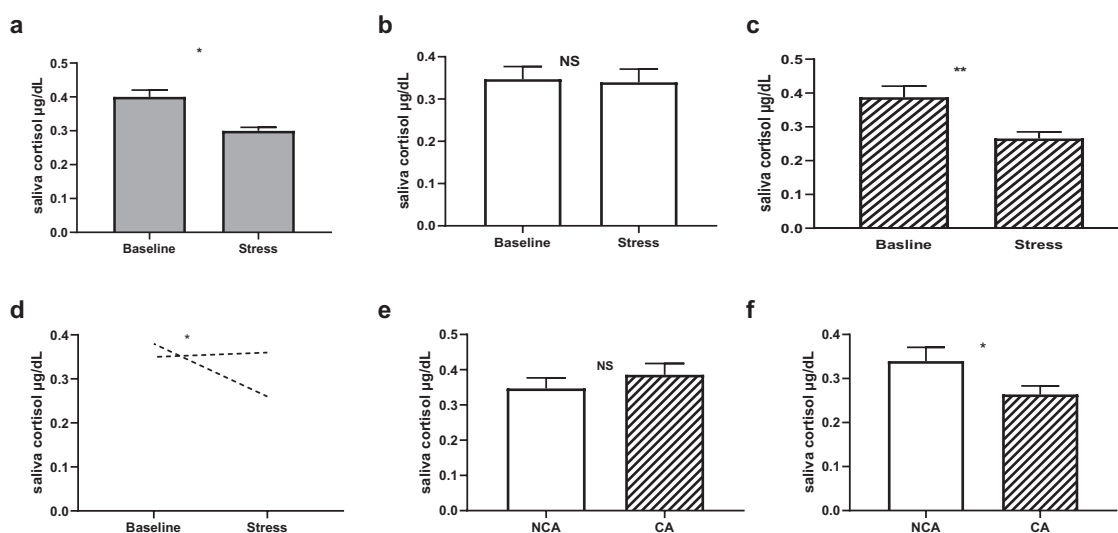 a
*
saliva cortisol µg/dL
0.5
0.4
0.3
0.2
0.1
0.0
Baseline Stress
b
NS
saliva cortisol µg/dL
0.4
0.3
0.2
0.1
0.0
Baseline Stress
c
**
saliva cortisol µg/dL
0.5
0.4
0.3
0.2
0.1
0.0
Basline Stress
d
*
saliva cortisol µg/dL
0.4
0.3
0.2
0.1
0.0
Baseline Stress
e
NS
saliva cortisol µg/dL
0.5
0.4
0.3
0.2
0.1
0.0
NCA CA
f
*
saliva cortisol µg/dL
0.4
0.3
0.2
0.1
0.0
NCA CA